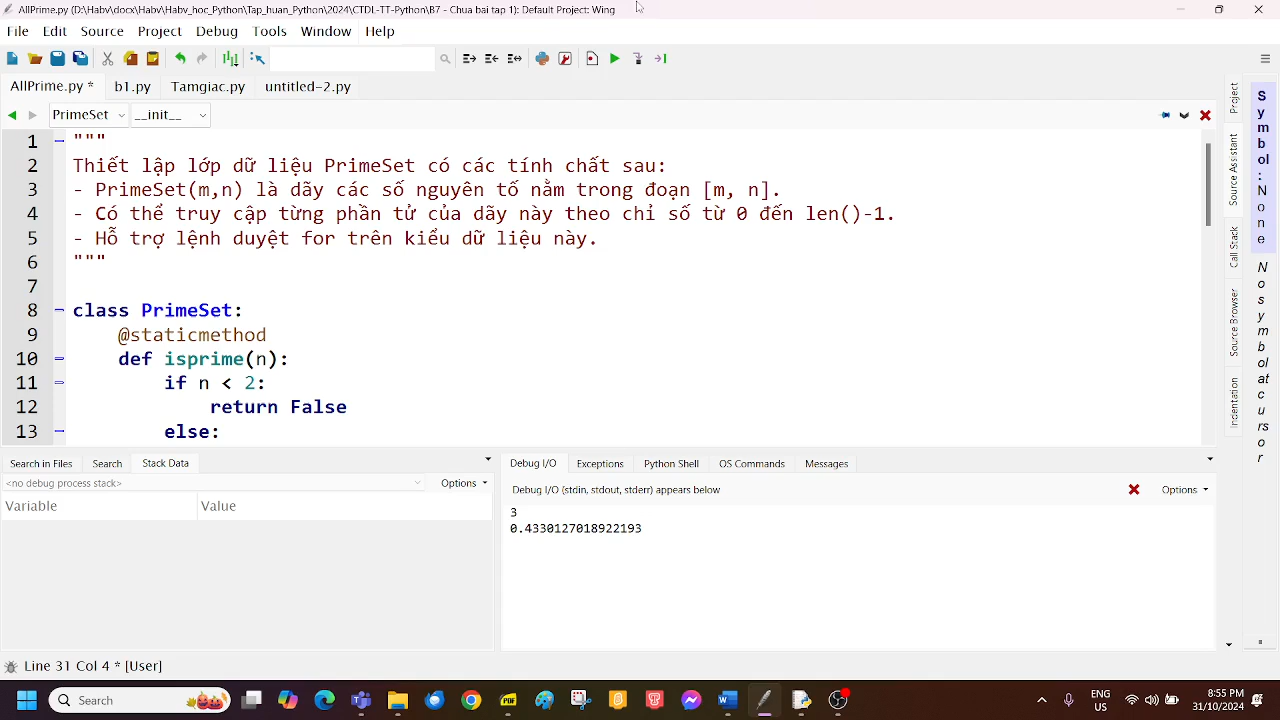 AllPrime.py (D:\Habv\docx\Habv\Habv_hoc_Python\Tap_huan_Python\2024\CTDL-TT-Python\B7 - Chua bai tap 1): Default Project: Wing
File Edit Source Project Debug Tools Window Help
AllPrime.py * b1.py Tamgiac.py untitled-2.py
PrimeSet __init__
1 """
2 Thiết lập lớp dữ liệu PrimeSet có các tính chất sau:
3 - PrimeSet(m,n) là dãy các số nguyên tố nằm trong đoạn [m, n].
4 - Có thể truy cập từng phần tử của dãy này theo chỉ số từ 0 đến len()-1.
5 - Hỗ trợ lệnh duyệt for trên kiểu dữ liệu này.
6 """
7
8 class PrimeSet:
9 @staticmethod
10 def isprime(n):
11 if n < 2:
12 return False
13 else:
Project
Source Assistant
Call Stack
Source Browser
Indentation
Symbol: None
No symbol at cursor
Search in Files Search Stack Data
<no debug process stack> Options
Variable Value
Debug I/O Exceptions Python Shell OS Commands Messages
Debug I/O (stdin, stdout, stderr) appears below Options
3
0.4330127018922193
Line 31 Col 4 * [User]
Search
ENG
US
8:55 PM
31/10/2024